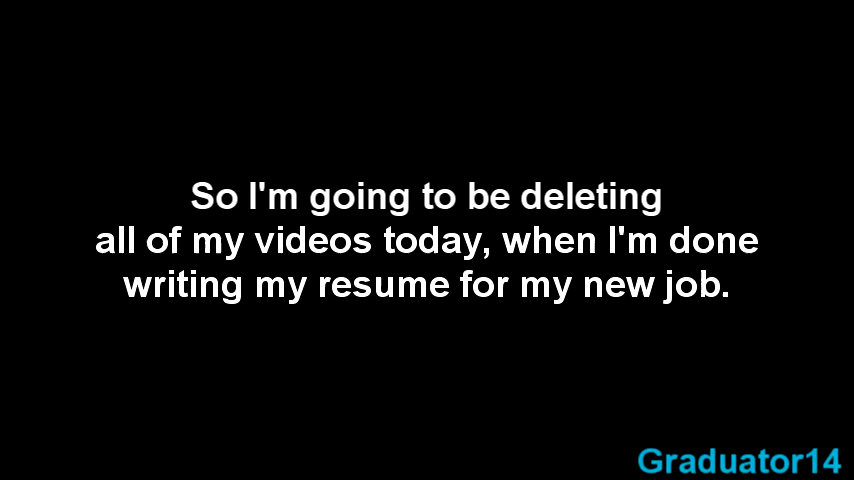 So I'm going to be deleting
all of my videos today, when I'm done
writing my resume for my new job.
Graduator14